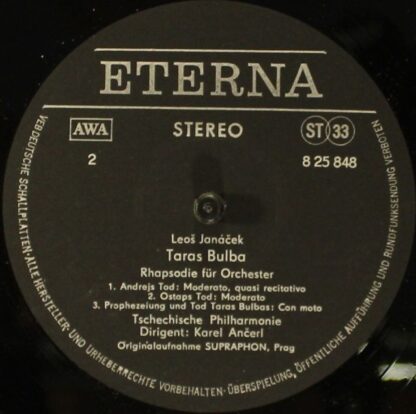 ETERNA
AWA
STEREO
ST 33
2
8 25 848
Leoš Janáček
Taras Bulba
Rhapsodie für Orchester
1. Andrejs Tod: Moderato, quasi recitativo
2. Ostaps Tod: Moderato
3. Prophezeiung und Tod Taras Bulbas: Con moto
Tschechische Philharmonie
Dirigent: Karel Ančerl
Originalaufnahme SUPRAPHON, Prag
VEB DEUTSCHE SCHALLPLATTEN · ALLE HERSTELLER- UND URHEBERRECHTE VORBEHALTEN · ÜBERSPIELUNG, ÖFFENTLICHE AUFFÜHRUNG UND RUNDFUNKSENDUNG VERBOTEN